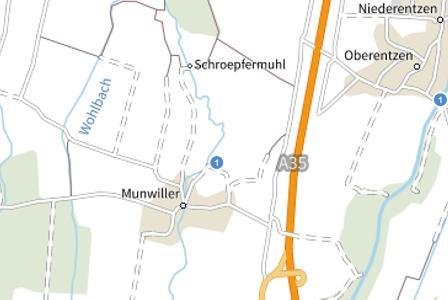 Niederentzen
Oberentzen
Schroepfermuhl
Wohlbach
1
1
A35
Munwiller